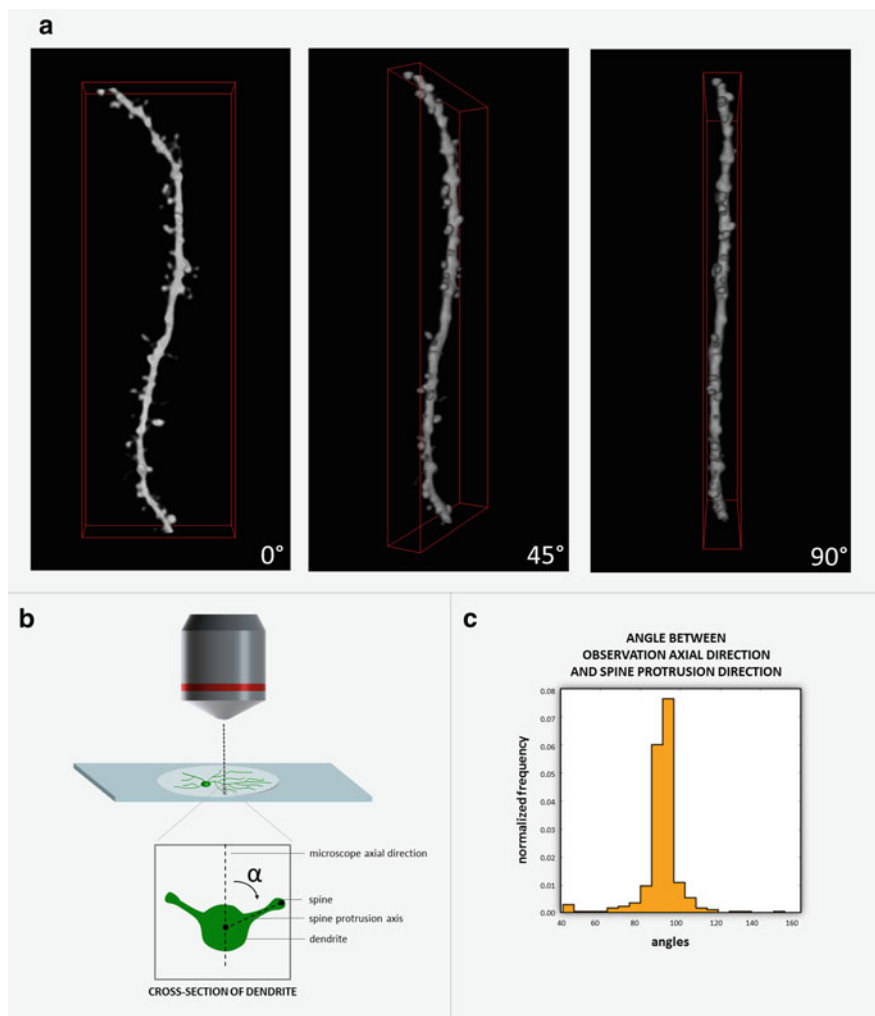 a
0°
45°
90°
b
microscope axial direction
α
spine
spine protrusion axis
dendrite
CROSS-SECTION OF DENDRITE
c
ANGLE BETWEEN
OBSERVATION AXIAL DIRECTION
AND SPINE PROTRUSION DIRECTION
normalized frequency
0.08
0.07
0.06
0.05
0.04
0.03
0.02
0.01
0.00
40 60 80 100 120 140 160
angles